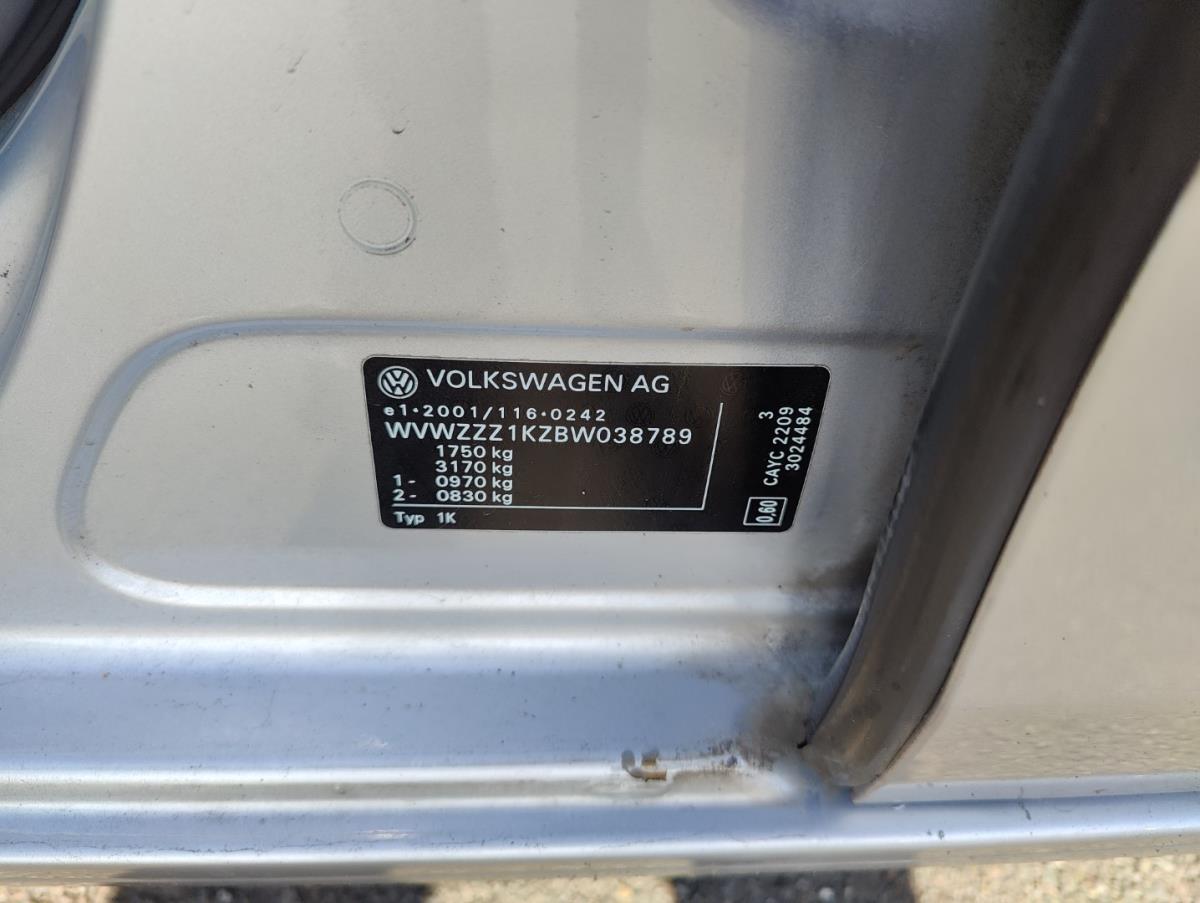 VOLKSWAGEN AG
e1*2001/116*0242
WVWZZZ1KZBW038789
1750 kg
3170 kg
1- 0970 kg
2- 0830 kg
Typ 1K
3
CAYC 2209
3024484
0,60